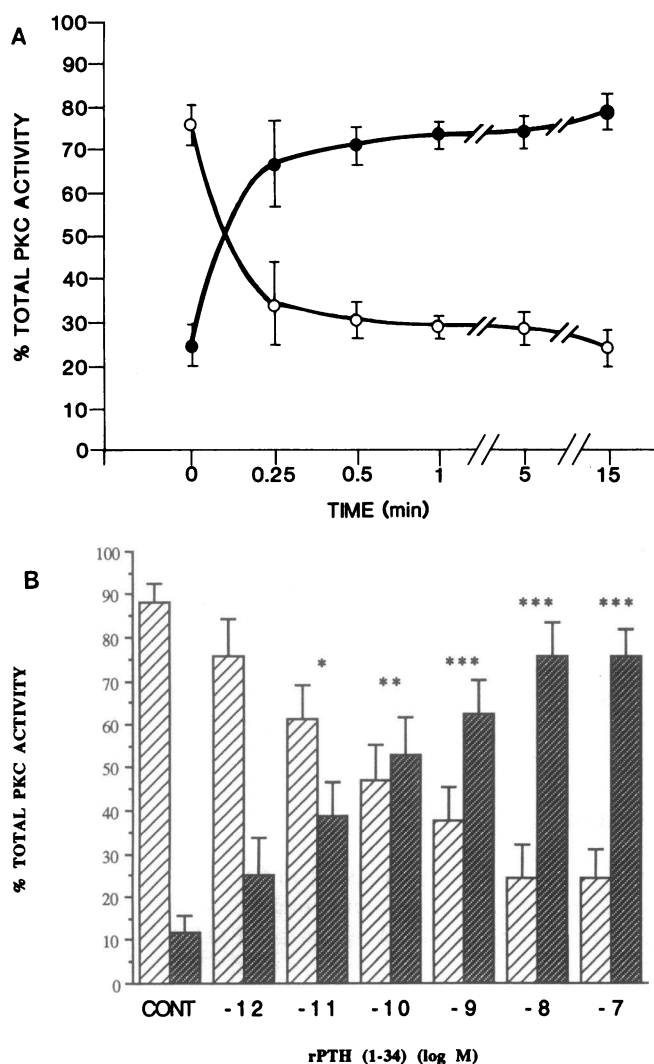 A
% TOTAL PKC ACTIVITY
100
90
80
70
60
50
40
30
20
10
0
0 0.25 0.5 1 5 15
TIME (min)
B
% TOTAL PKC ACTIVITY
100
90
80
70
60
50
40
30
20
10
0
* ** *** *** ***
CONT -12 -11 -10 -9 -8 -7
rPTH (1-34) (log M)